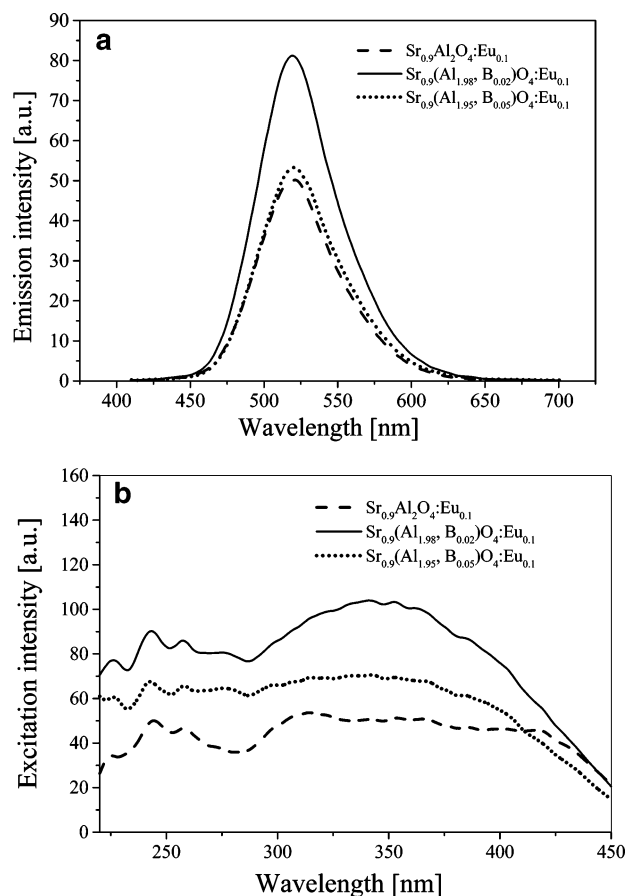 a
Sr0.9Al2O4:Eu0.1
Sr0.9(Al1.98, B0.02)O4:Eu0.1
Sr0.9(Al1.95, B0.05)O4:Eu0.1
Emission intensity [a.u.]
90
80
70
60
50
40
30
20
10
0
400 450 500 550 600 650 700
Wavelength [nm]
b
Sr0.9Al2O4:Eu0.1
Sr0.9(Al1.98, B0.02)O4:Eu0.1
Sr0.9(Al1.95, B0.05)O4:Eu0.1
Excitation intensity [a.u.]
160
140
120
100
80
60
40
20
0
250 300 350 400 450
Wavelength [nm]